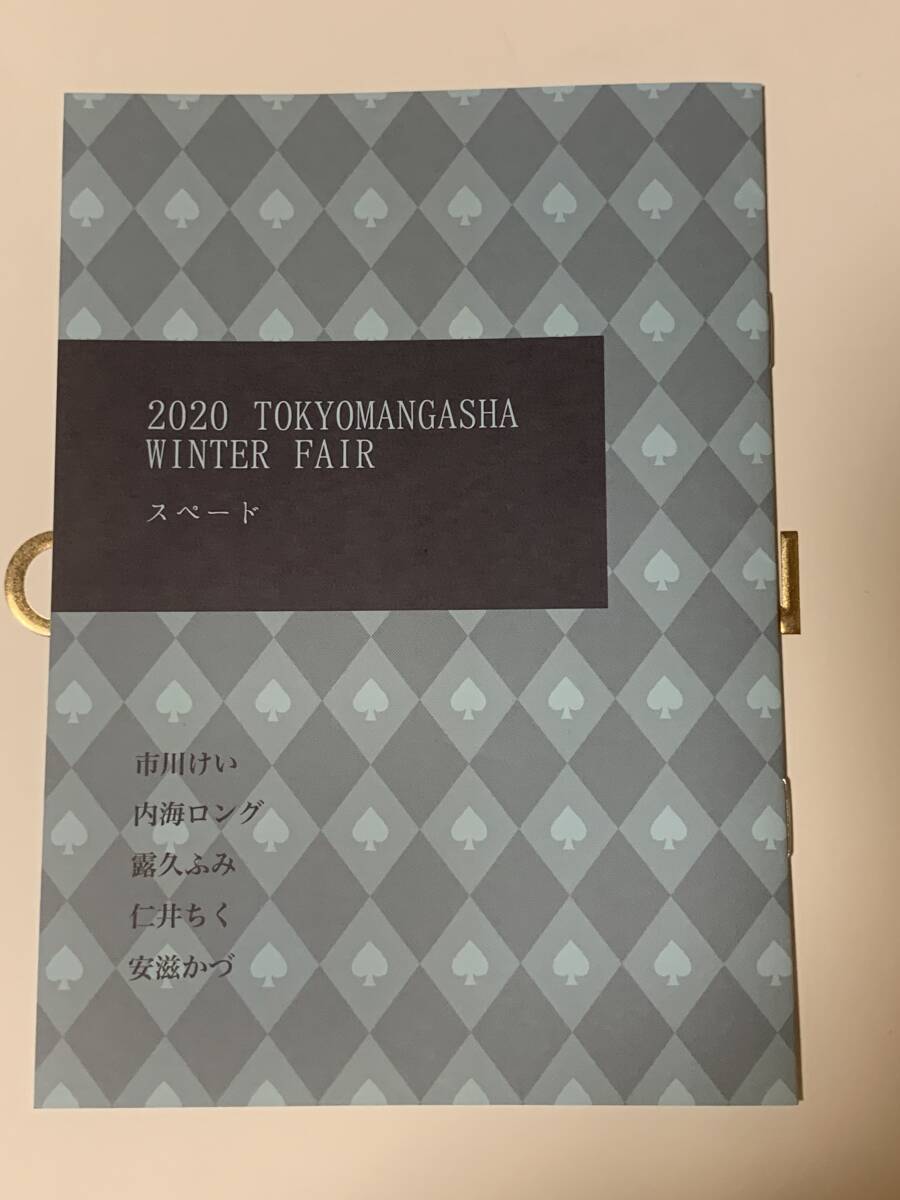 2020 TOKYOMANGASHA
WINTER FAIR
スペード
市川けい
内海ロング
露久ふみ
仁井ちく
安滋かづ